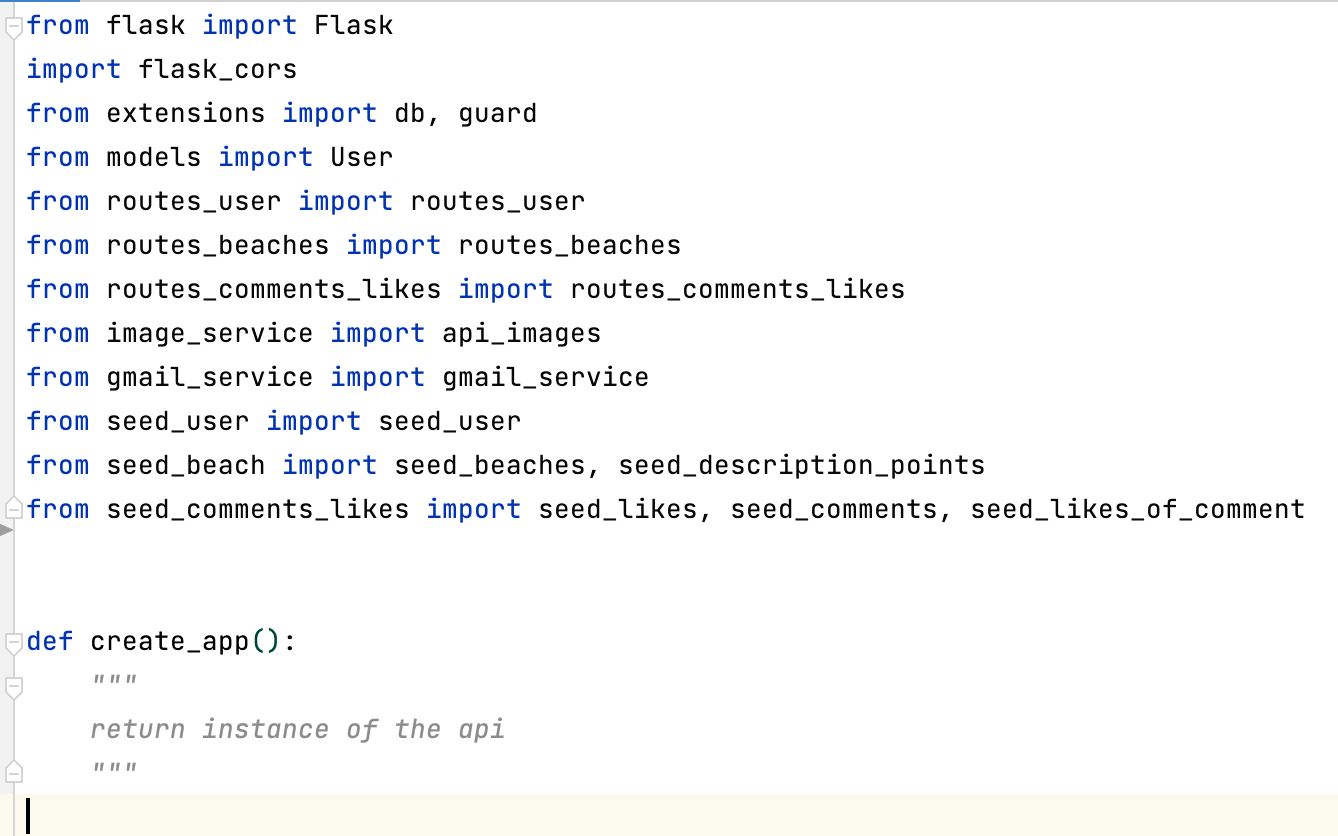 from flask import Flask
import flask_cors
from extensions import db, guard
from models import User
from routes_user import routes_user
from routes_beaches import routes_beaches
from routes_comments_likes import routes_comments_likes
from image_service import api_images
from gmail_service import gmail_service
from seed_user import seed_user
from seed_beach import seed_beaches, seed_description_points
from seed_comments_likes import seed_likes, seed_comments, seed_likes_of_comment
def create_app():
    """
    return instance of the api
    """